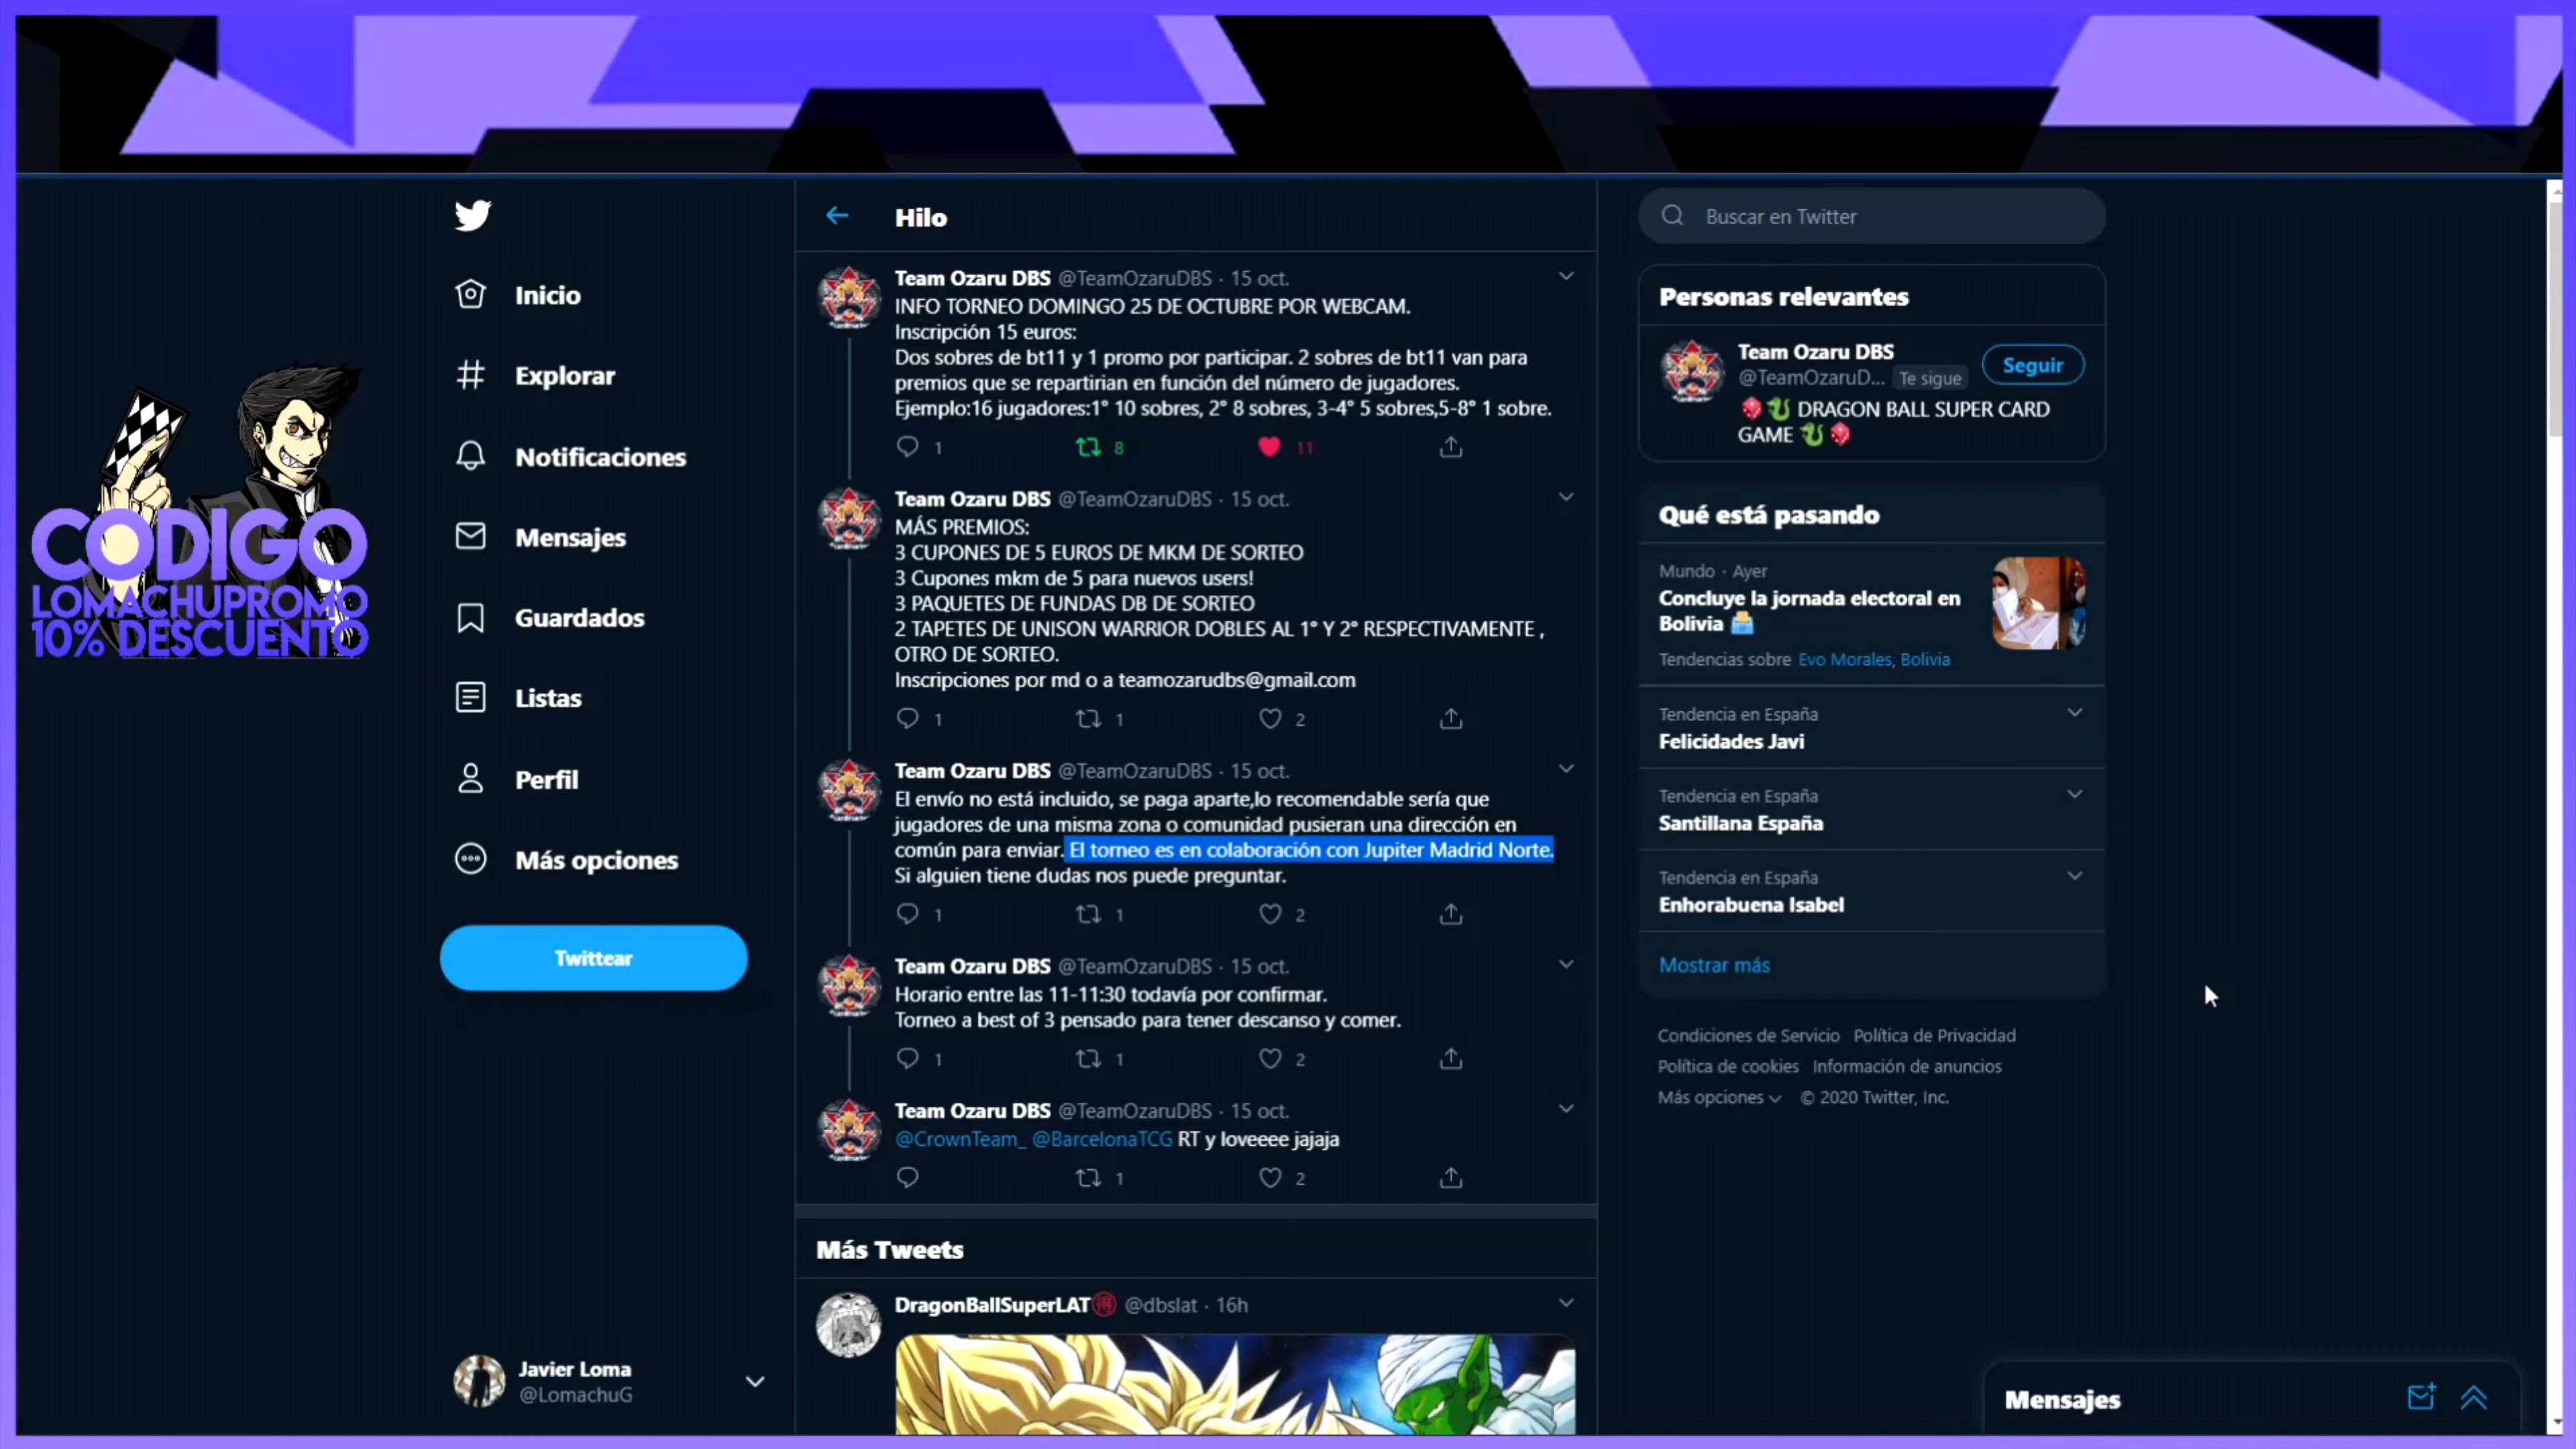 CODIGO
LOMACHUPROMO
10% DESCUENTO
Inicio
Explorar
Notificaciones
Mensajes
Guardados
Listas
Perfil
Más opciones
Twittear
Javier Loma
@LomachuG
Hilo
Team Ozaru DBS @TeamOzaruDBS · 15 oct.
INFO TORNEO DOMINGO 25 DE OCTUBRE POR WEBCAM.
Inscripción 15 euros:
Dos sobres de bt11 y 1 promo por participar. 2 sobres de bt11 van para
premios que se repartirian en función del número de jugadores.
Ejemplo:16 jugadores:1° 10 sobres, 2° 8 sobres, 3-4° 5 sobres,5-8° 1 sobre.
1 8 11
Team Ozaru DBS @TeamOzaruDBS · 15 oct.
MÁS PREMIOS:
3 CUPONES DE 5 EUROS DE MKM DE SORTEO
3 Cupones mkm de 5 para nuevos users!
3 PAQUETES DE FUNDAS DB DE SORTEO
2 TAPETES DE UNISON WARRIOR DOBLES AL 1° Y 2° RESPECTIVAMENTE ,
OTRO DE SORTEO.
Inscripciones por md o a teamozarudbs@gmail.com
1 1 2
Team Ozaru DBS @TeamOzaruDBS · 15 oct.
El envío no está incluido, se paga aparte,lo recomendable sería que
jugadores de una misma zona o comunidad pusieran una dirección en
común para enviar. El torneo es en colaboración con Jupiter Madrid Norte.
Si alguien tiene dudas nos puede preguntar.
1 1 2
Team Ozaru DBS @TeamOzaruDBS · 15 oct.
Horario entre las 11-11:30 todavía por confirmar.
Torneo a best of 3 pensado para tener descanso y comer.
1 1 2
Team Ozaru DBS @TeamOzaruDBS · 15 oct.
@CrownTeam_ @BarcelonaTCG RT y loveeee jajaja
1 2
Más Tweets
DragonBallSuperLAT @dbslat · 16h
Buscar en Twitter
Personas relevantes
Team Ozaru DBS
@TeamOzaruD... Te sigue
Seguir
DRAGON BALL SUPER CARD
GAME
Qué está pasando
Mundo · Ayer
Concluye la jornada electoral en
Bolivia
Tendencias sobre Evo Morales, Bolivia
Tendencia en España
Felicidades Javi
Tendencia en España
Santillana España
Tendencia en España
Enhorabuena Isabel
Mostrar más
Condiciones de Servicio Política de Privacidad
Política de cookies Información de anuncios
Más opciones © 2020 Twitter, Inc.
Mensajes